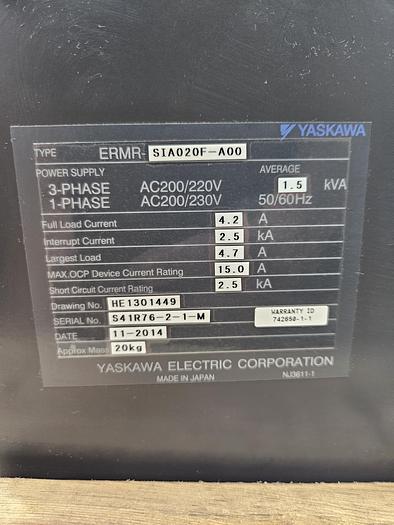 YASKAWA
TYPE ERMR-SIA020F-A00
POWER SUPPLY AVERAGE
3-PHASE AC200/220V 1.5 kVA
1-PHASE AC200/230V 50/60Hz
Full Load Current 4.2 A
Interrupt Current 2.5 kA
Largest Load 4.7 A
MAX.OCP Device Current Rating 15.0 A
Short Circuit Current Rating 2.5 kA
Drawing No. HE1301449
SERIAL No. S41R76-2-1-M WARRANTY ID
742650-1-1
DATE 11-2014
Approx Mass 20kg
YASKAWA ELECTRIC CORPORATION
MADE IN JAPAN NJ3611-1